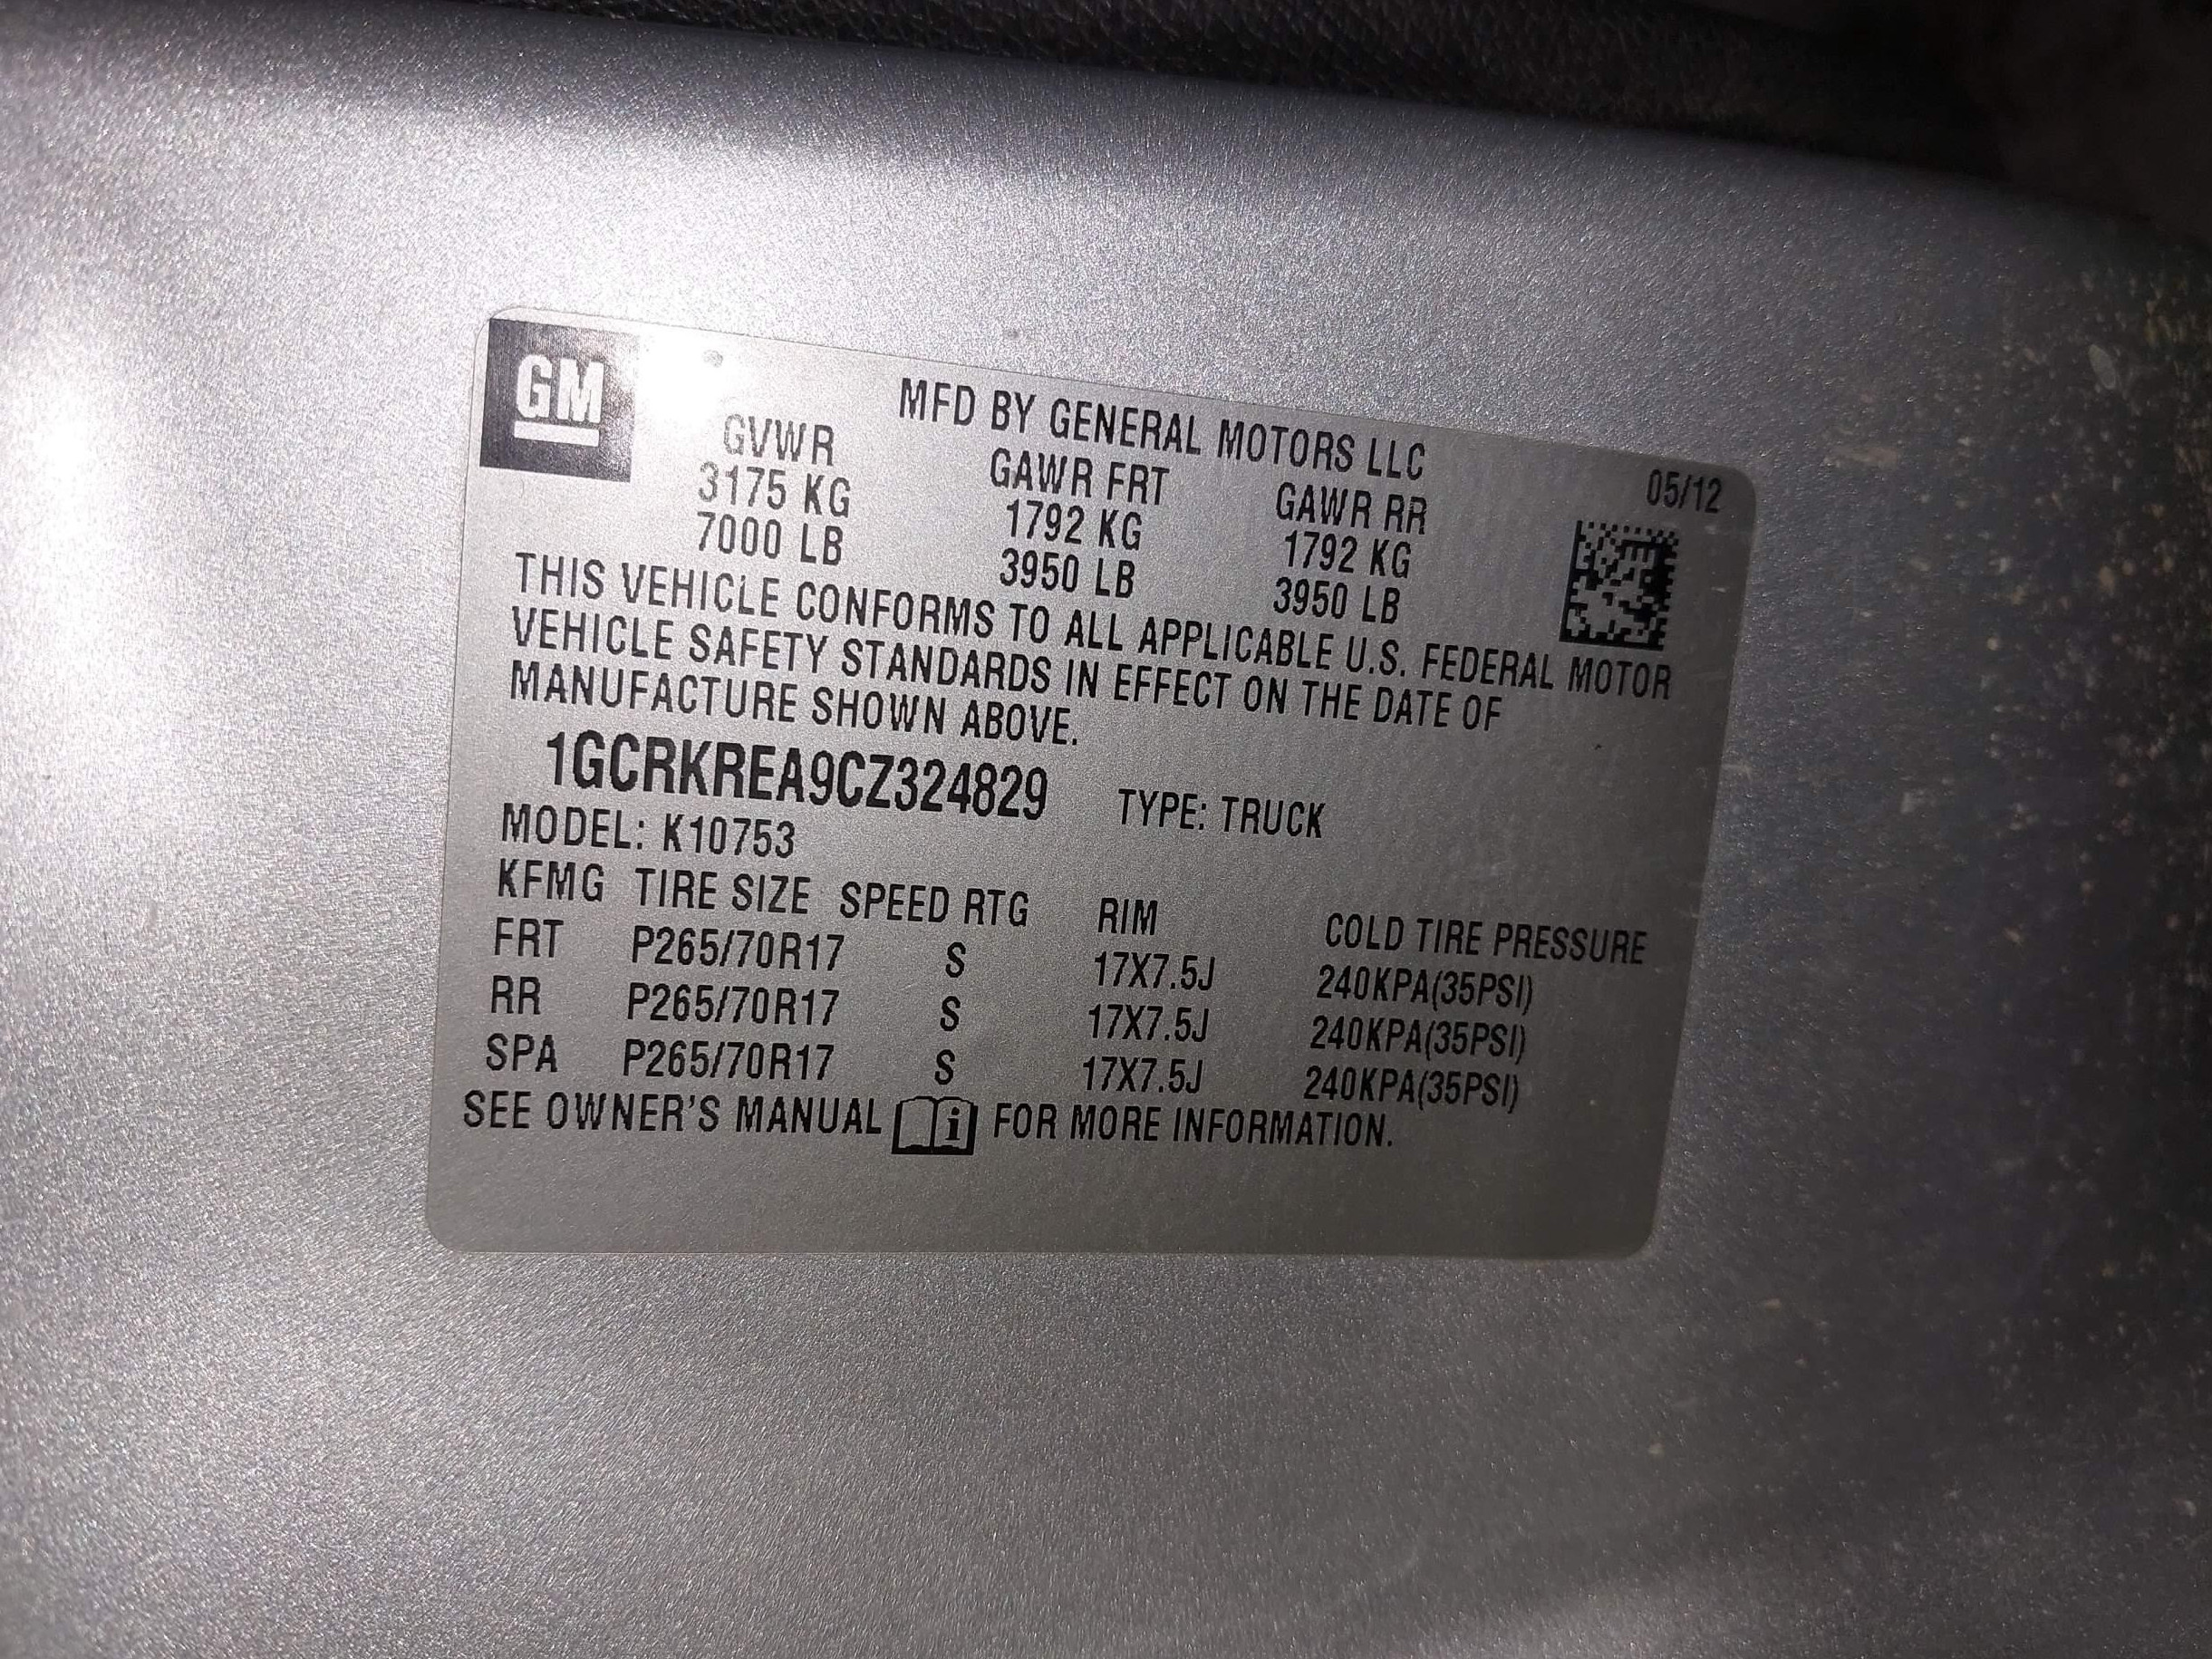 GM
MFD BY GENERAL MOTORS LLC
05/12
GVWR GAWR FRT GAWR RR
3175 KG 1792 KG 1792 KG
7000 LB 3950 LB 3950 LB
THIS VEHICLE CONFORMS TO ALL APPLICABLE U.S. FEDERAL MOTOR
VEHICLE SAFETY STANDARDS IN EFFECT ON THE DATE OF
MANUFACTURE SHOWN ABOVE.
1GCRKREA9CZ324829 TYPE: TRUCK
MODEL: K10753
KFMG TIRE SIZE SPEED RTG RIM COLD TIRE PRESSURE
FRT P265/70R17 S 17X7.5J 240KPA(35PSI)
RR P265/70R17 S 17X7.5J 240KPA(35PSI)
SPA P265/70R17 S 17X7.5J 240KPA(35PSI)
SEE OWNER'S MANUAL i FOR MORE INFORMATION.